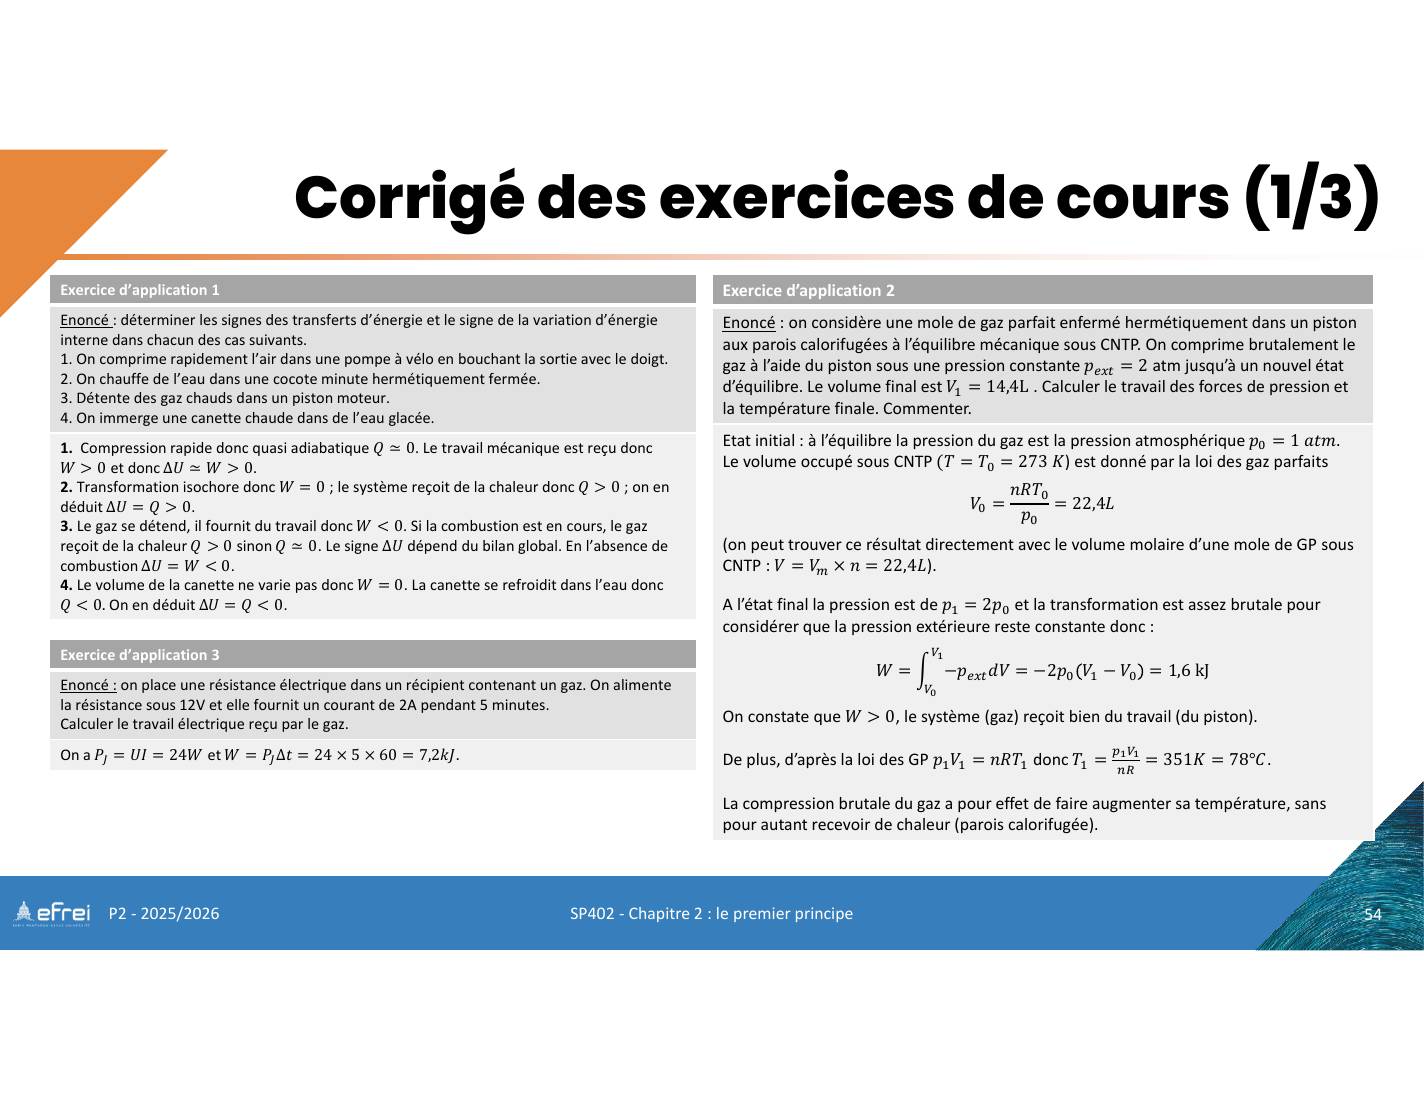 Corrigé des exercices de cours (1/3)
Exercice d’application 1
Enoncé : déterminer les signes des transferts d’énergie et le signe de la variation d’énergie
interne dans chacun des cas suivants.
1. On comprime rapidement l’air dans une pompe à vélo en bouchant la sortie avec le doigt.
2. On chauffe de l’eau dans une cocote minute hermétiquement fermée.
3. Détente des gaz chauds dans un piston moteur.
4. On immerge une canette chaude dans de l’eau glacée.
1. Compression rapide donc quasi adiabatique Q ≃ 0. Le travail mécanique est reçu donc
W > 0 et donc ΔU ≃ W > 0.
2. Transformation isochore donc W = 0 ; le système reçoit de la chaleur donc Q > 0 ; on en
déduit ΔU = Q > 0.
3. Le gaz se détend, il fournit du travail donc W < 0. Si la combustion est en cours, le gaz
reçoit de la chaleur Q > 0 sinon Q ≃ 0. Le signe ΔU dépend du bilan global. En l’absence de
combustion ΔU = W < 0.
4. Le volume de la canette ne varie pas donc W = 0. La canette se refroidit dans l’eau donc
Q < 0. On en déduit ΔU = Q < 0.
Exercice d’application 3
Enoncé : on place une résistance électrique dans un récipient contenant un gaz. On alimente
la résistance sous 12V et elle fournit un courant de 2A pendant 5 minutes.
Calculer le travail électrique reçu par le gaz.
On a P_J = UI = 24W et W = P_JΔt = 24 × 5 × 60 = 7,2kJ.
Exercice d’application 2
Enoncé : on considère une mole de gaz parfait enfermé hermétiquement dans un piston
aux parois calorifugées à l’équilibre mécanique sous CNTP. On comprime brutalement le
gaz à l’aide du piston sous une pression constante p_ext = 2 atm jusqu’à un nouvel état
d’équilibre. Le volume final est V_1 = 14,4L . Calculer le travail des forces de pression et
la température finale. Commenter.
Etat initial : à l’équilibre la pression du gaz est la pression atmosphérique p_0 = 1 atm.
Le volume occupé sous CNTP (T = T_0 = 273 K) est donné par la loi des gaz parfaits
V_0 = nRT_0 / p_0 = 22,4L
(on peut trouver ce résultat directement avec le volume molaire d’une mole de GP sous
CNTP : V = V_m × n = 22,4L).
A l’état final la pression est de p_1 = 2p_0 et la transformation est assez brutale pour
considérer que la pression extérieure reste constante donc :
W = ∫_{V_0}^{V_1} −p_ext dV = −2p_0(V_1 − V_0) = 1,6 kJ
On constate que W > 0, le système (gaz) reçoit bien du travail (du piston).
De plus, d’après la loi des GP p_1V_1 = nRT_1 donc T_1 = p_1V_1 / nR = 351K = 78°C.
La compression brutale du gaz a pour effet de faire augmenter sa température, sans
pour autant recevoir de chaleur (parois calorifugée).
efrei
P2 - 2025/2026
SP402 - Chapitre 2 : le premier principe
54